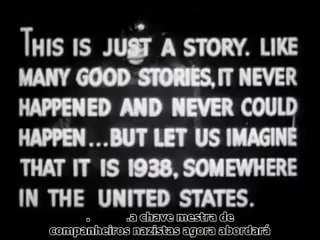 THIS IS JUST A STORY. LIKE
MANY GOOD STORIES, IT NEVER
HAPPENED AND NEVER COULD
HAPPEN...BUT LET US IMAGINE
THAT IT IS 1938, SOMEWHERE
IN THE UNITED STATES.
. .a chave mestra de
companheiros nazistas agora abordará